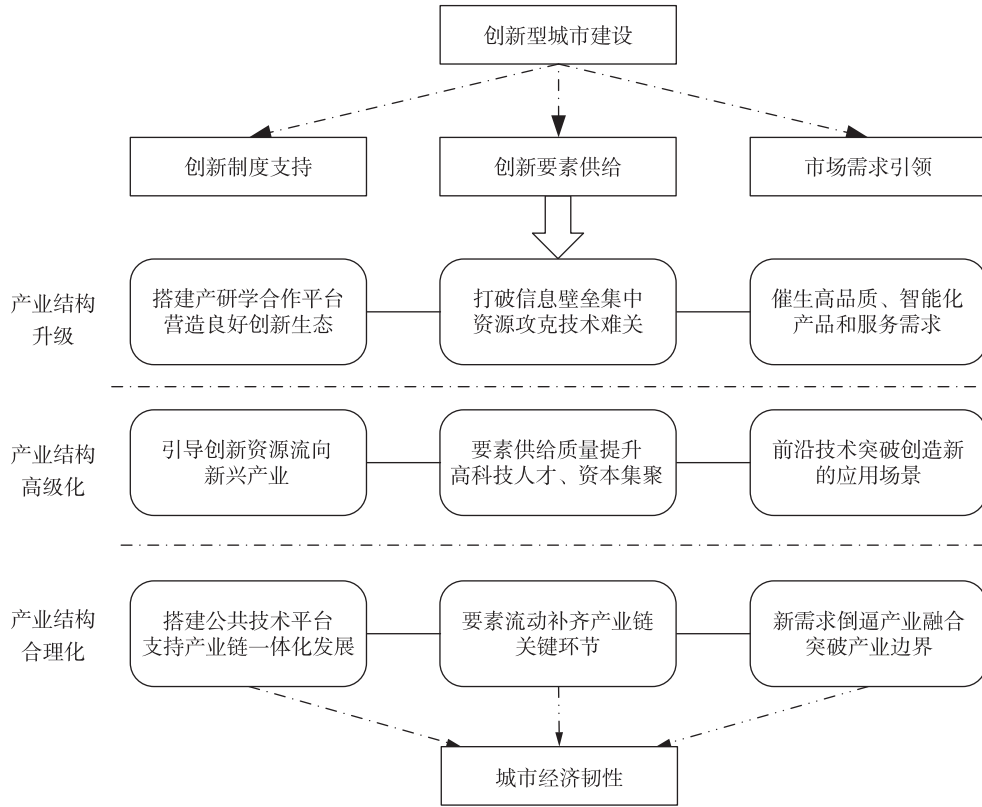 创新型城市建设
创新制度支持
创新要素供给
市场需求引领
产业结构
升级
搭建产研学合作平台
营造良好创新生态
打破信息壁垒集中
资源攻克技术难关
催生高品质、智能化
产品和服务需求
产业结构
高级化
引导创新资源流向
新兴产业
要素供给质量提升
高科技人才、资本集聚
前沿技术突破创造新
的应用场景
产业结构
合理化
搭建公共技术平台
支持产业链一体化发展
要素流动补齐产业链
关键环节
新需求倒逼产业融合
突破产业边界
城市经济韧性